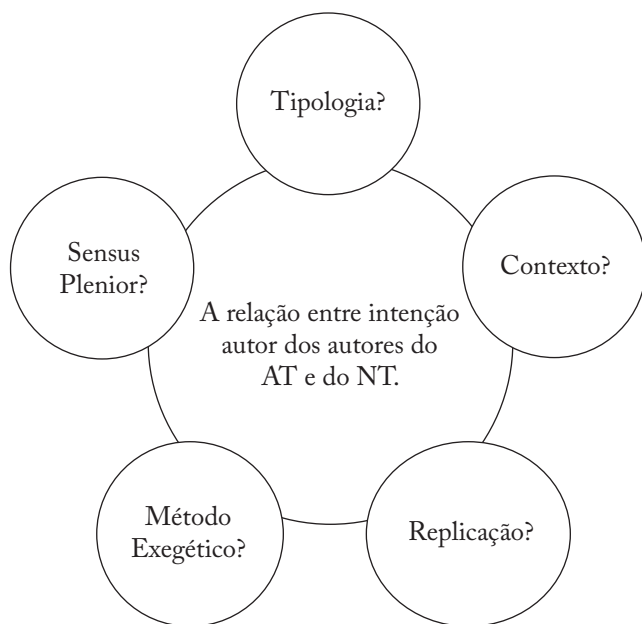 Tipologia?
Contexto?
Replicação?
Método
Exegético?
Sensus
Plenior?
A relação entre intenção
autor dos autores do
AT e do NT.